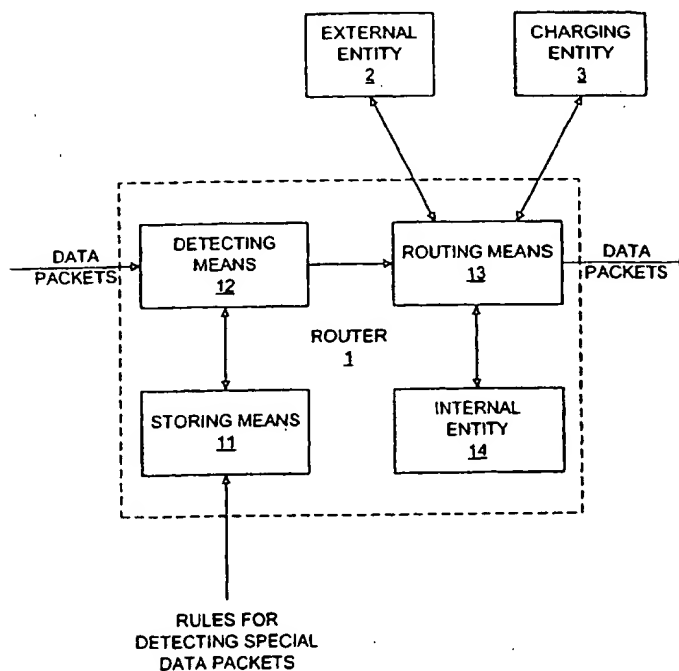 EXTERNAL
ENTITY
2
CHARGING
ENTITY
3
DATA
PACKETS
DETECTING
MEANS
12
ROUTING MEANS
13
DATA
PACKETS
ROUTER
1
STORING MEANS
11
INTERNAL
ENTITY
14
RULES FOR
DETECTING SPECIAL
DATA PACKETS